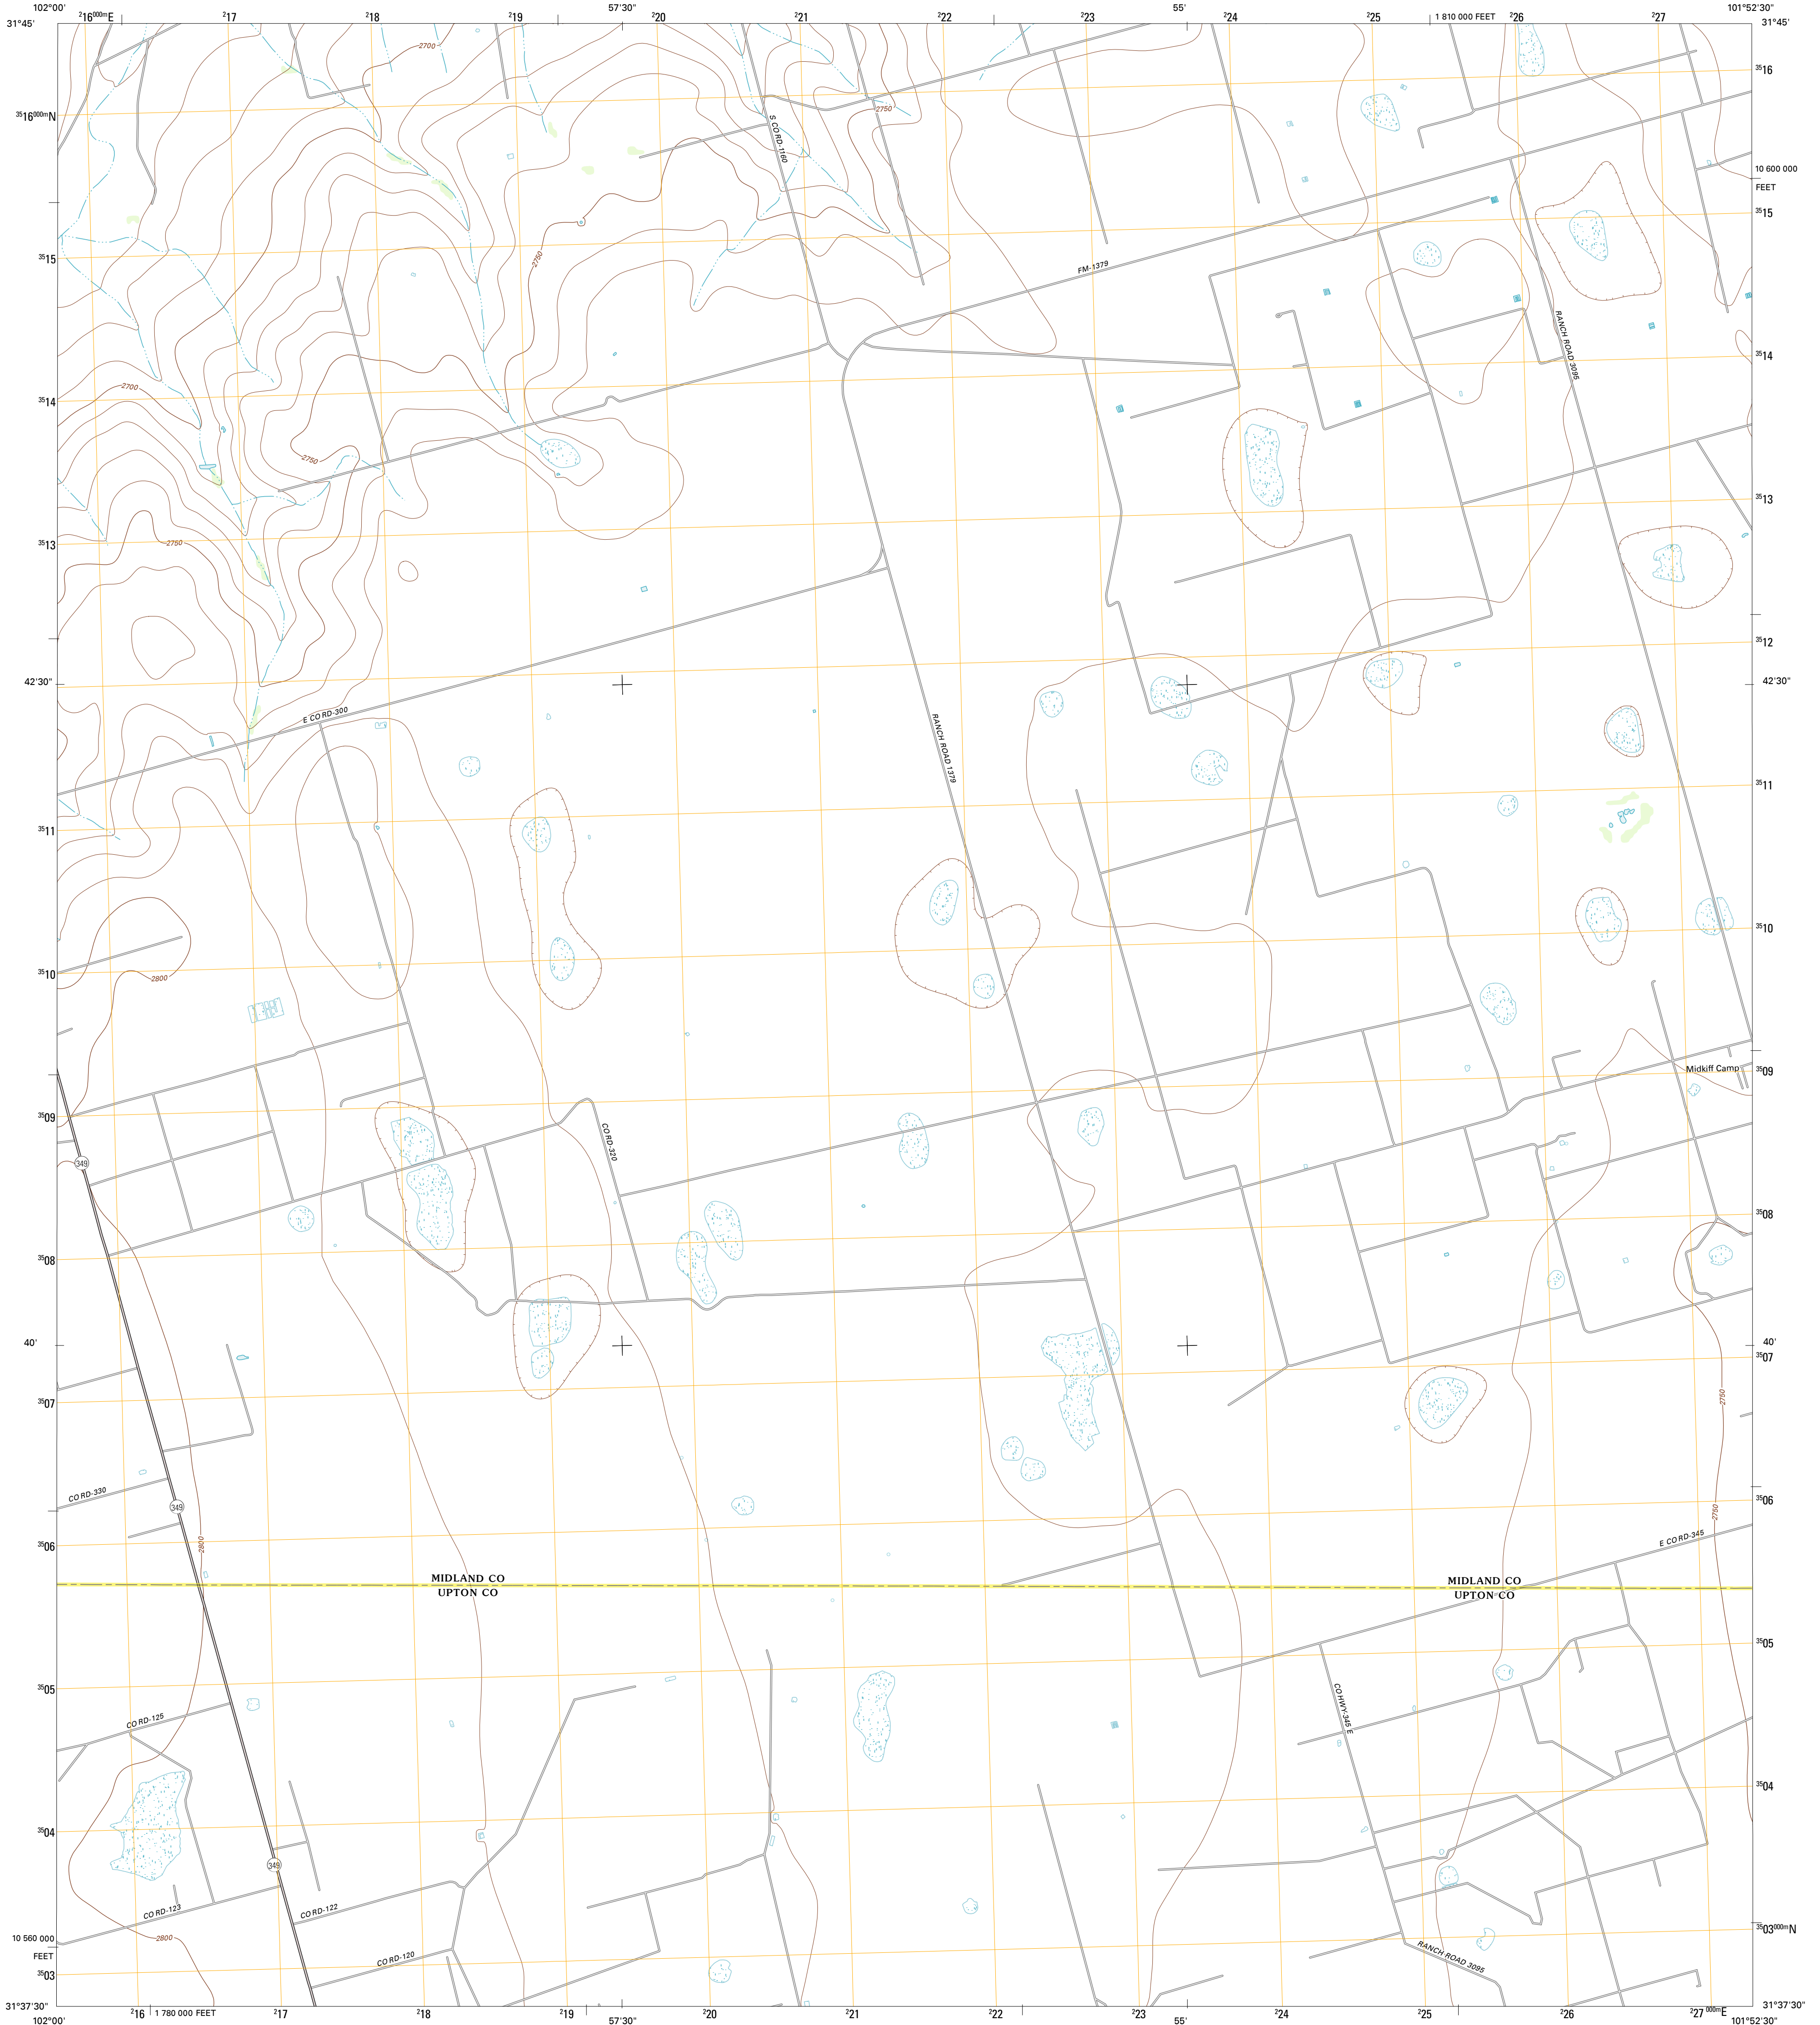 102°00'
²16⁰⁰⁰ᵐE
²17
²18
²19
57'30"
²20
²21
²22
²23
55'
²24
²25
1 810 000 FEET
²26
²27
101°52'30"
31°45'
31°45'
2700
³⁵16
³⁵16⁰⁰⁰ᵐN
2750
S CO RD-1160
10 600 000
FEET
³⁵15
³⁵15
2750
FM-1379
RANCH ROAD 3095
³⁵14
2700
³⁵14
2750
³⁵13
³⁵13
2750
³⁵12
42'30"
42'30"
E CO RD-300
RANCH ROAD 1379
³⁵11
³⁵11
³⁵10
³⁵10
2800
Midkiff Camp
³⁵09
³⁵09
CO RD-320
349
³⁵08
³⁵08
40'
40'
³⁵07
2750
³⁵07
CO RD-330
349
³⁵06
2750
³⁵06
2800
E CO RD-345
MIDLAND CO
UPTON CO
MIDLAND CO
UPTON CO
³⁵05
³⁵05
CO HWY-345 E
CO RD-125
³⁵04
³⁵04
349
CO RD-123
CO RD-122
³⁵03⁰⁰⁰ᵐN
10 560 000
FEET
2800
CO RD-120
RANCH ROAD 3095
³⁵03
31°37'30"
31°37'30"
102°00'
²16
1 780 000 FEET
²17
²18
²19
57'30"
²20
²21
²22
²23
55'
²24
²25
²26
²27⁰⁰⁰ᵐE
101°52'30"